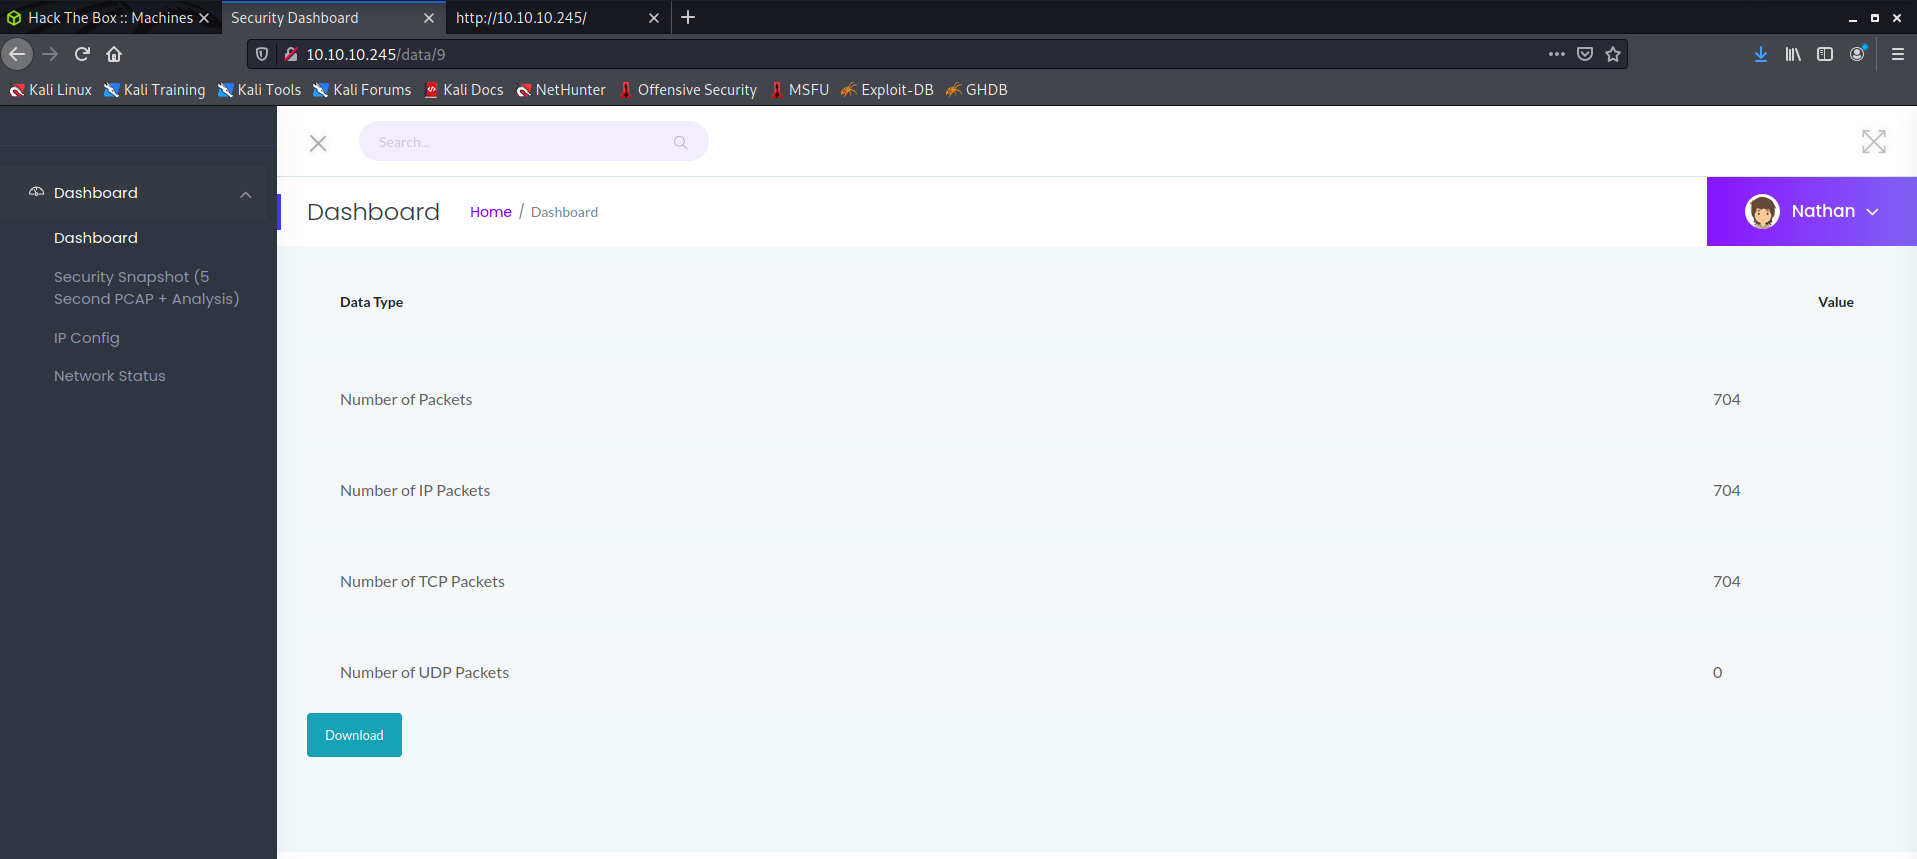 Hack The Box :: Machines
Security Dashboard
http://10.10.10.245/
10.10.10.245/data/9
Kali Linux
Kali Training
Kali Tools
Kali Forums
Kali Docs
NetHunter
Offensive Security
MSFU
Exploit-DB
GHDB
Search...
Dashboard
Dashboard
Security Snapshot (5
Second PCAP + Analysis)
IP Config
Network Status
Dashboard
Home / Dashboard
Nathan
Data Type Value
Number of Packets 704
Number of IP Packets 704
Number of TCP Packets 704
Number of UDP Packets 0
Download